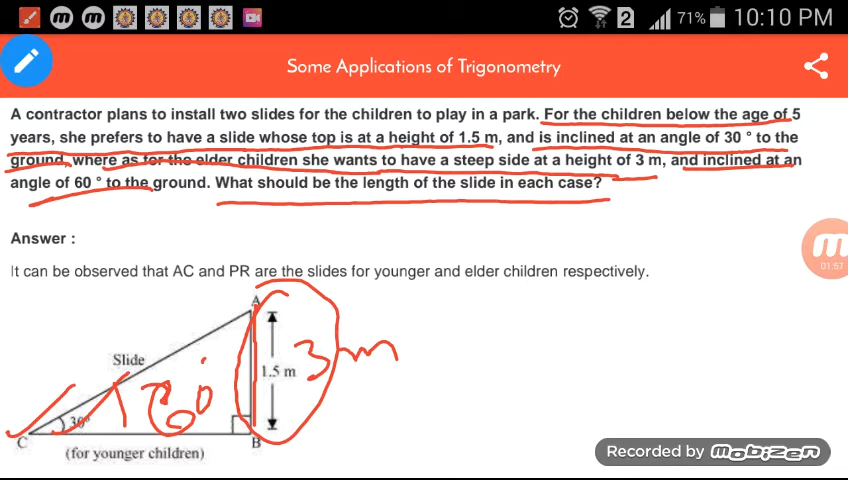 2 71% 10:10 PM
Some Applications of Trigonometry
A contractor plans to install two slides for the children to play in a park. For the children below the age of 5
years, she prefers to have a slide whose top is at a height of 1.5 m, and is inclined at an angle of 30 ° to the
ground, where as for the elder children she wants to have a steep side at a height of 3 m, and inclined at an
angle of 60 ° to the ground. What should be the length of the slide in each case?
Answer :
It can be observed that AC and PR are the slides for younger and elder children respectively.
01:57
A
Slide
3 m
1.5 m
60°
30°
C
B
(for younger children)
Recorded by mobizen